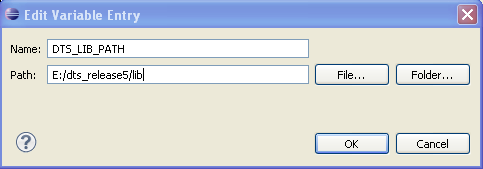 Edit Variable Entry
Name: DTS_LIB_PATH
Path: E:/dts_release5/lib File... Folder...
? OK Cancel